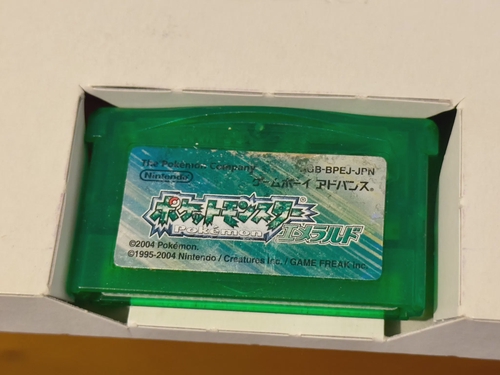 The Pokémon Company
AGB-BPEJ-JPN
Nintendo
ゲームボーイ アドバンス®
ポケットモンスター
POKéMON
エメラルド
©2004 Pokémon.
©1995-2004 Nintendo / Creatures inc. / GAME FREAK inc.